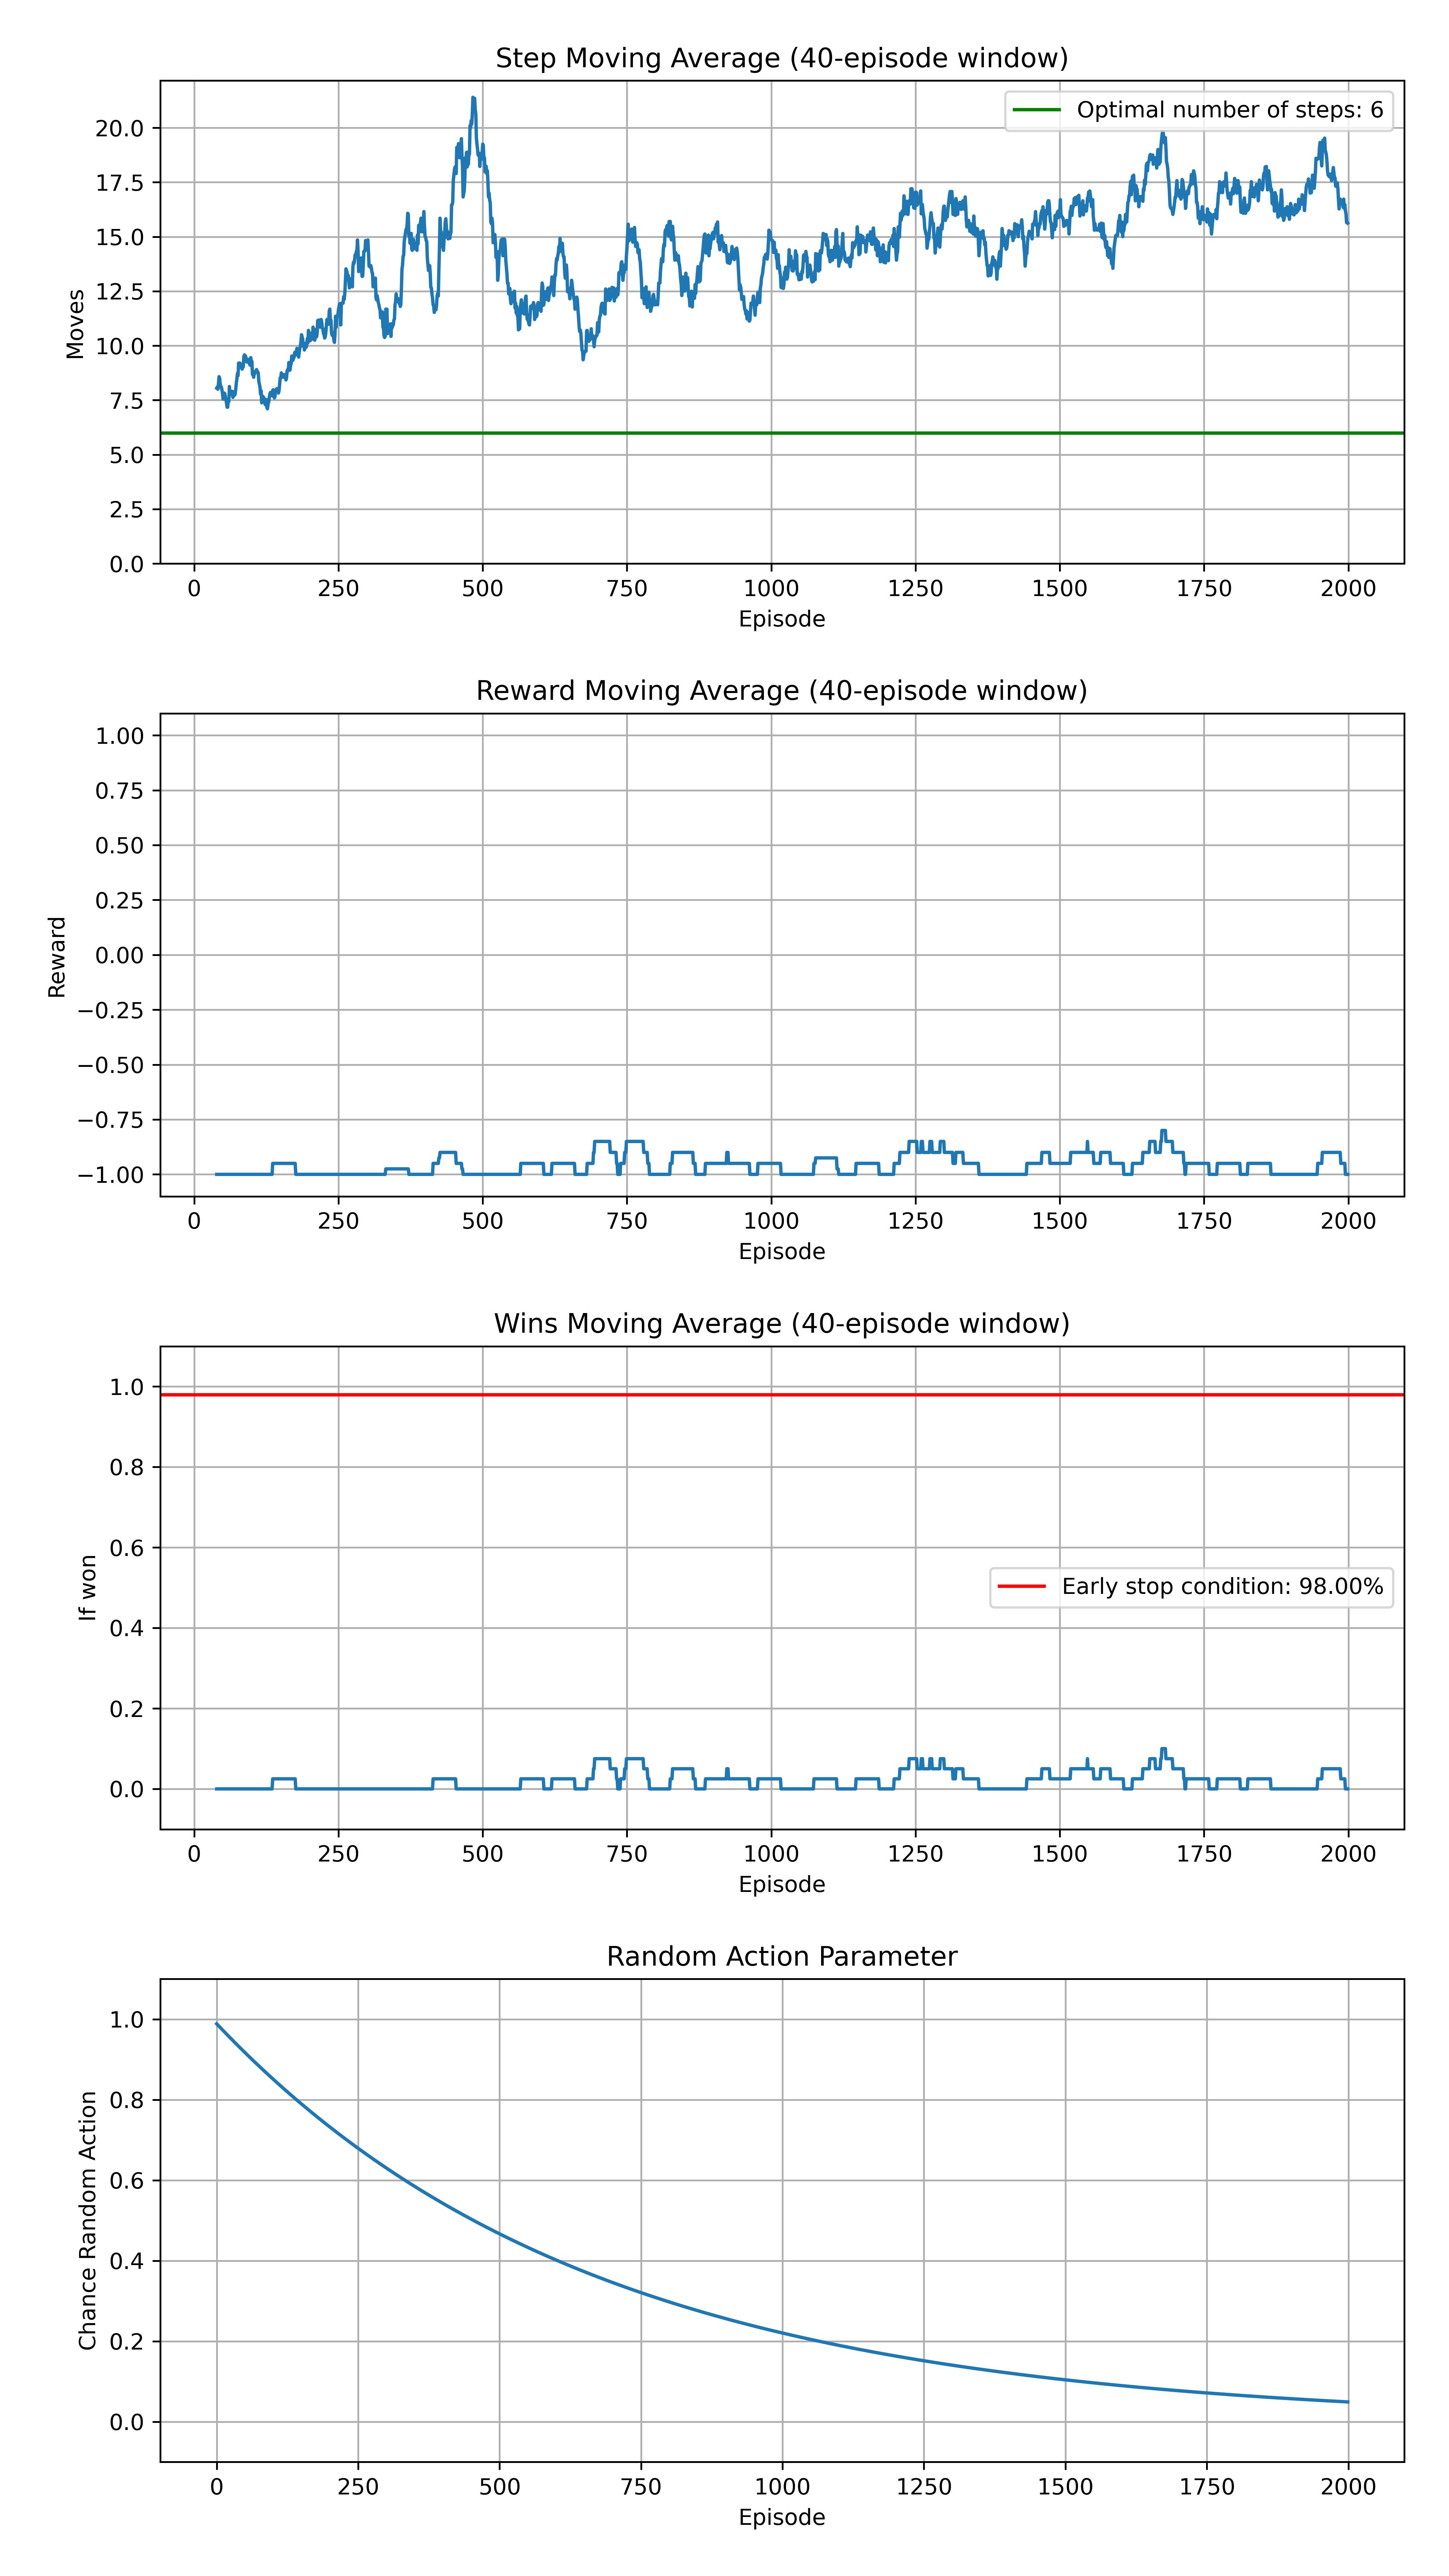 Step Moving Average (40-episode window)
Optimal number of steps: 6
20.0
17.5
15.0
12.5
10.0
7.5
5.0
2.5
0.0
Moves
0 250 500 750 1000 1250 1500 1750 2000
Episode
Reward Moving Average (40-episode window)
1.00
0.75
0.50
0.25
0.00
−0.25
−0.50
−0.75
−1.00
Reward
0 250 500 750 1000 1250 1500 1750 2000
Episode
Wins Moving Average (40-episode window)
1.0
0.8
0.6
0.4
0.2
0.0
If won
Early stop condition: 98.00%
0 250 500 750 1000 1250 1500 1750 2000
Episode
Random Action Parameter
1.0
0.8
0.6
0.4
0.2
0.0
Chance Random Action
0 250 500 750 1000 1250 1500 1750 2000
Episode